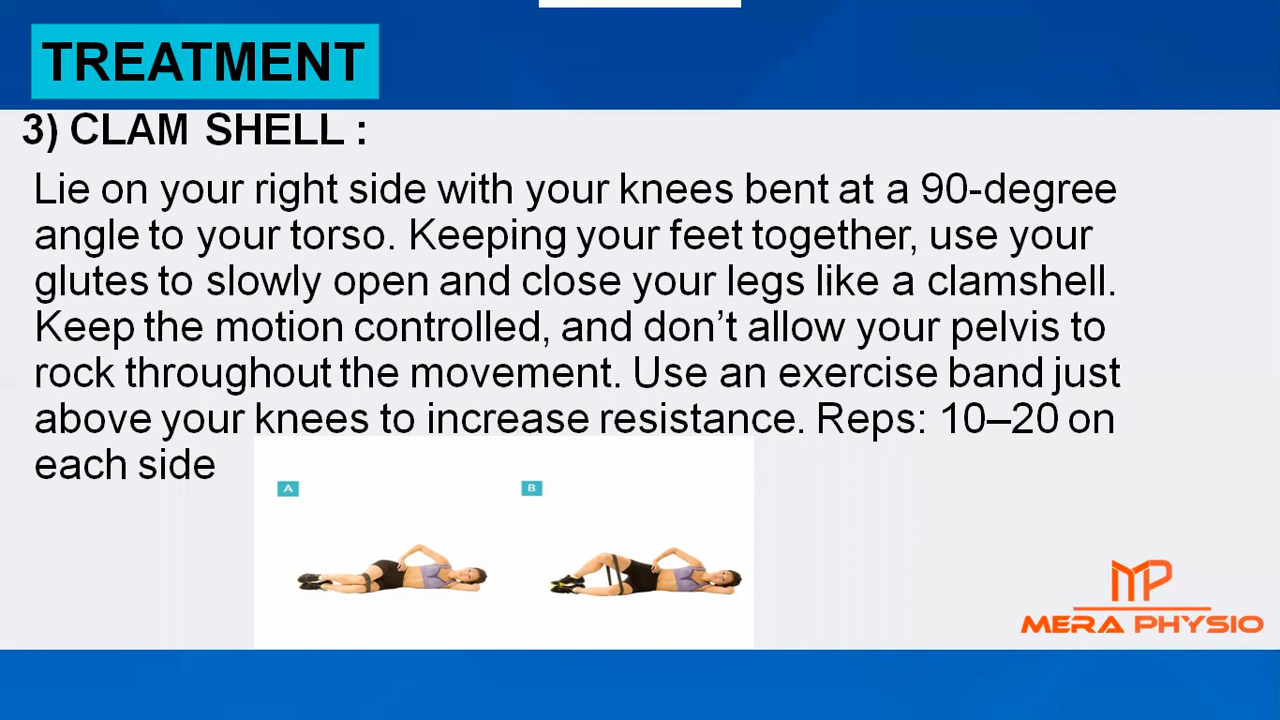 TREATMENT
3) CLAM SHELL :
Lie on your right side with your knees bent at a 90-degree
angle to your torso. Keeping your feet together, use your
glutes to slowly open and close your legs like a clamshell.
Keep the motion controlled, and don’t allow your pelvis to
rock throughout the movement. Use an exercise band just
above your knees to increase resistance. Reps: 10–20 on
each side
A
B
MP
MERA PHYSIO